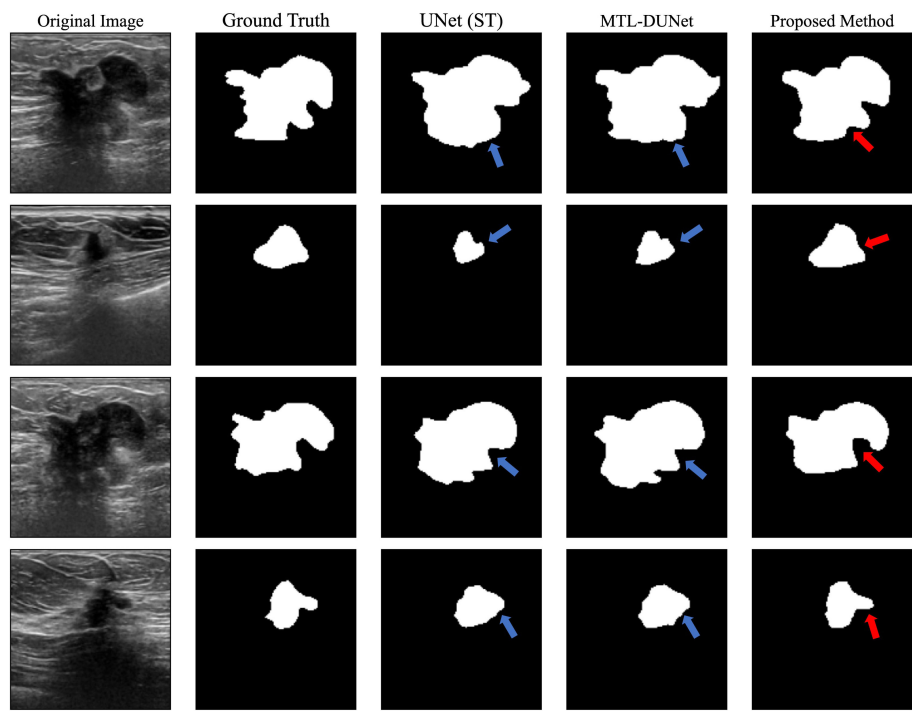 Original Image
Ground Truth
UNet (ST)
MTL-DUNet
Proposed Method